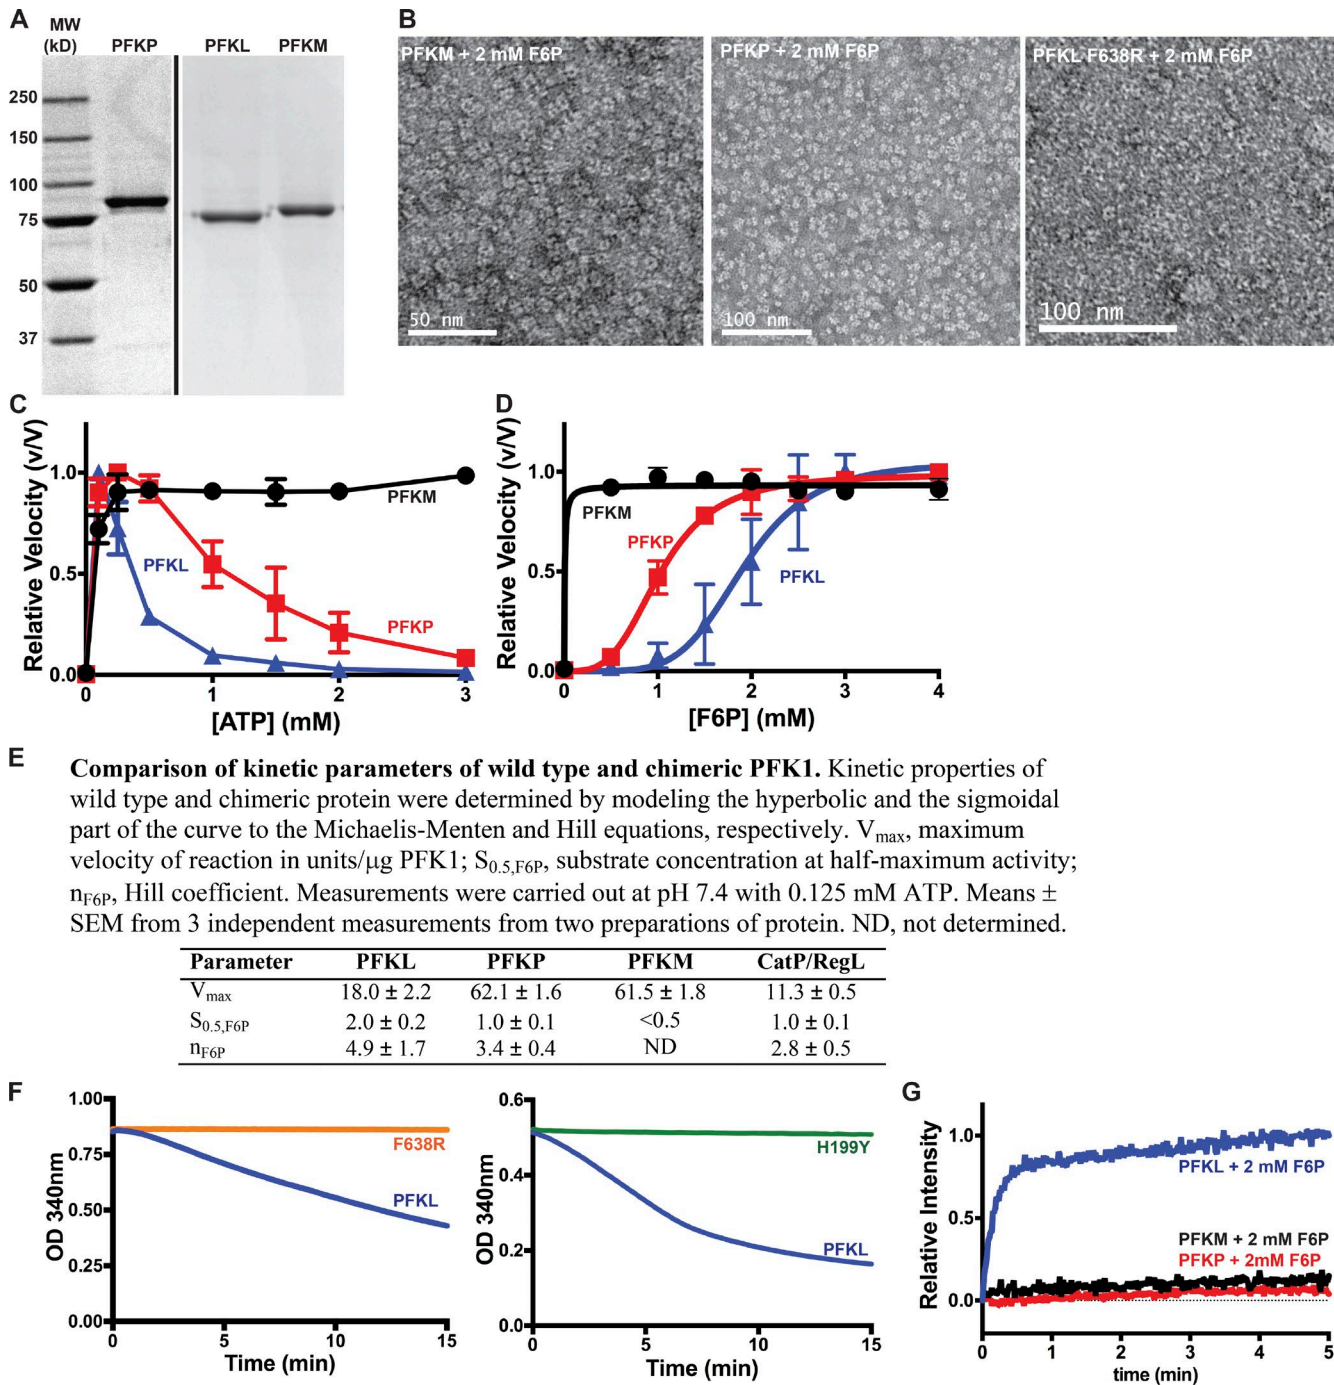 A
MW
(kD)
PFKP
PFKL
PFKM
250
150
100
75
50
37
B
PFKM + 2 mM F6P
50 nm
PFKP + 2 mM F6P
100 nm
PFKL F638R + 2 mM F6P
100 nm
C
Relative Velocity (v/V)
1.0
0.5
0.0
PFKM
PFKL
PFKP
0
1
2
3
[ATP] (mM)
D
Relative Velocity (v/V)
1.0
0.5
0.0
PFKM
PFKP
PFKL
0
1
2
3
4
[F6P] (mM)
E
Comparison of kinetic parameters of wild type and chimeric PFK1. Kinetic properties of
wild type and chimeric protein were determined by modeling the hyperbolic and the sigmoidal
part of the curve to the Michaelis-Menten and Hill equations, respectively. Vmax, maximum
velocity of reaction in units/μg PFK1; S0.5,F6P, substrate concentration at half-maximum activity;
nF6P, Hill coefficient. Measurements were carried out at pH 7.4 with 0.125 mM ATP. Means ±
SEM from 3 independent measurements from two preparations of protein. ND, not determined.
Parameter PFKL PFKP PFKM CatP/RegL
Vmax 18.0 ± 2.2 62.1 ± 1.6 61.5 ± 1.8 11.3 ± 0.5
S0.5,F6P 2.0 ± 0.2 1.0 ± 0.1 <0.5 1.0 ± 0.1
nF6P 4.9 ± 1.7 3.4 ± 0.4 ND 2.8 ± 0.5
F
OD 340nm
1.00
0.75
0.50
0.25
0.00
F638R
PFKL
0
5
10
15
Time (min)
OD 340nm
0.6
0.4
0.2
0.0
H199Y
PFKL
0
5
10
15
Time (min)
G
Relative Intensity
1.0
0.5
0.0
PFKL + 2 mM F6P
PFKM + 2 mM F6P
PFKP + 2mM F6P
0
1
2
3
4
5
time (min)